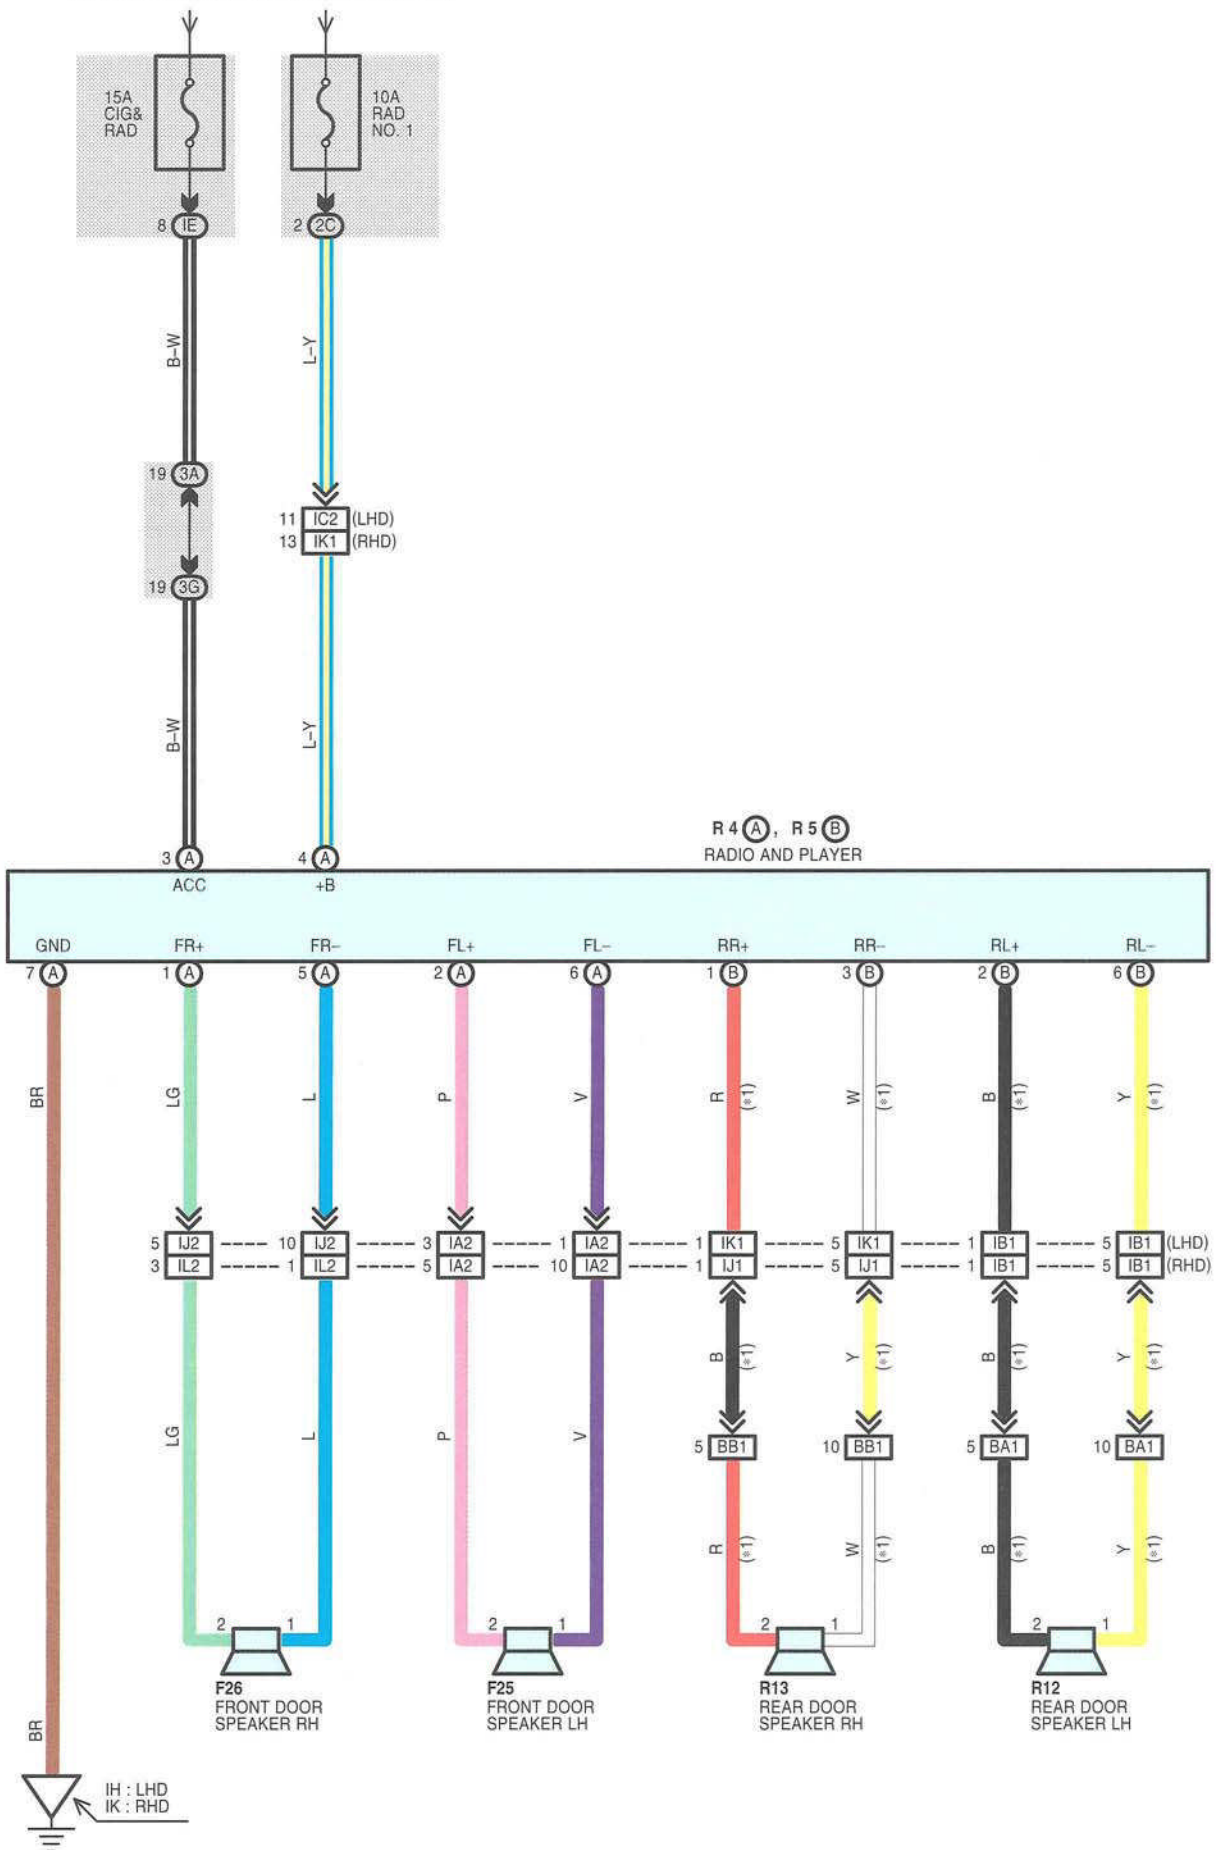 15A
CIG&
RAD
10A
RAD
NO. 1
8 IE
2 2C
B–W
L–Y
19 3A
11 IC2 (LHD)
13 IK1 (RHD)
19 3G
B–W
L–Y
R 4 A , R 5 B
RADIO AND PLAYER
3 A
4 A
ACC
+B
GND
FR+
FR–
FL+
FL–
RR+
RR–
RL+
RL–
7 A
1 A
5 A
2 A
6 A
1 B
3 B
2 B
6 B
BR
LG
L
P
V
R
(*1)
W
(*1)
B
(*1)
Y
(*1)
5 IJ2
10 IJ2
3 IA2
1 IA2
1 IK1
5 IK1
1 IB1
5 IB1 (LHD)
3 IL2
1 IL2
5 IA2
10 IA2
1 IJ1
5 IJ1
1 IB1
5 IB1 (RHD)
B
(*1)
Y
(*1)
B
(*1)
Y
(*1)
LG
L
P
V
5 BB1
10 BB1
5 BA1
10 BA1
R
(*1)
W
(*1)
B
(*1)
Y
(*1)
2
1
2
1
2
1
2
1
F26
FRONT DOOR
SPEAKER RH
F25
FRONT DOOR
SPEAKER LH
R13
REAR DOOR
SPEAKER RH
R12
REAR DOOR
SPEAKER LH
BR
IH : LHD
IK : RHD